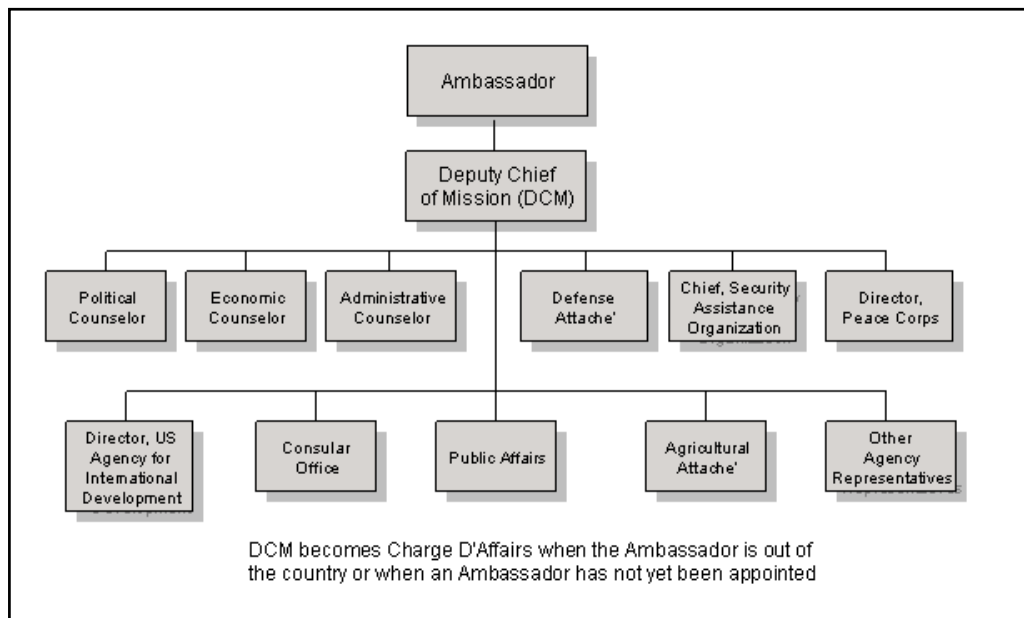 Ambassador
Deputy Chief
of Mission (DCM)
Political
Counselor
Economic
Counselor
Administrative
Counselor
Defense
Attache'
Chief, Security
Assistance
Organization
Director,
Peace Corps
Director, US
Agency for
International
Development
Consular
Office
Public Affairs
Agricultural
Attache'
Other
Agency
Representatives
DCM becomes Charge D'Affairs when the Ambassador is out of
the country or when an Ambassador has not yet been appointed